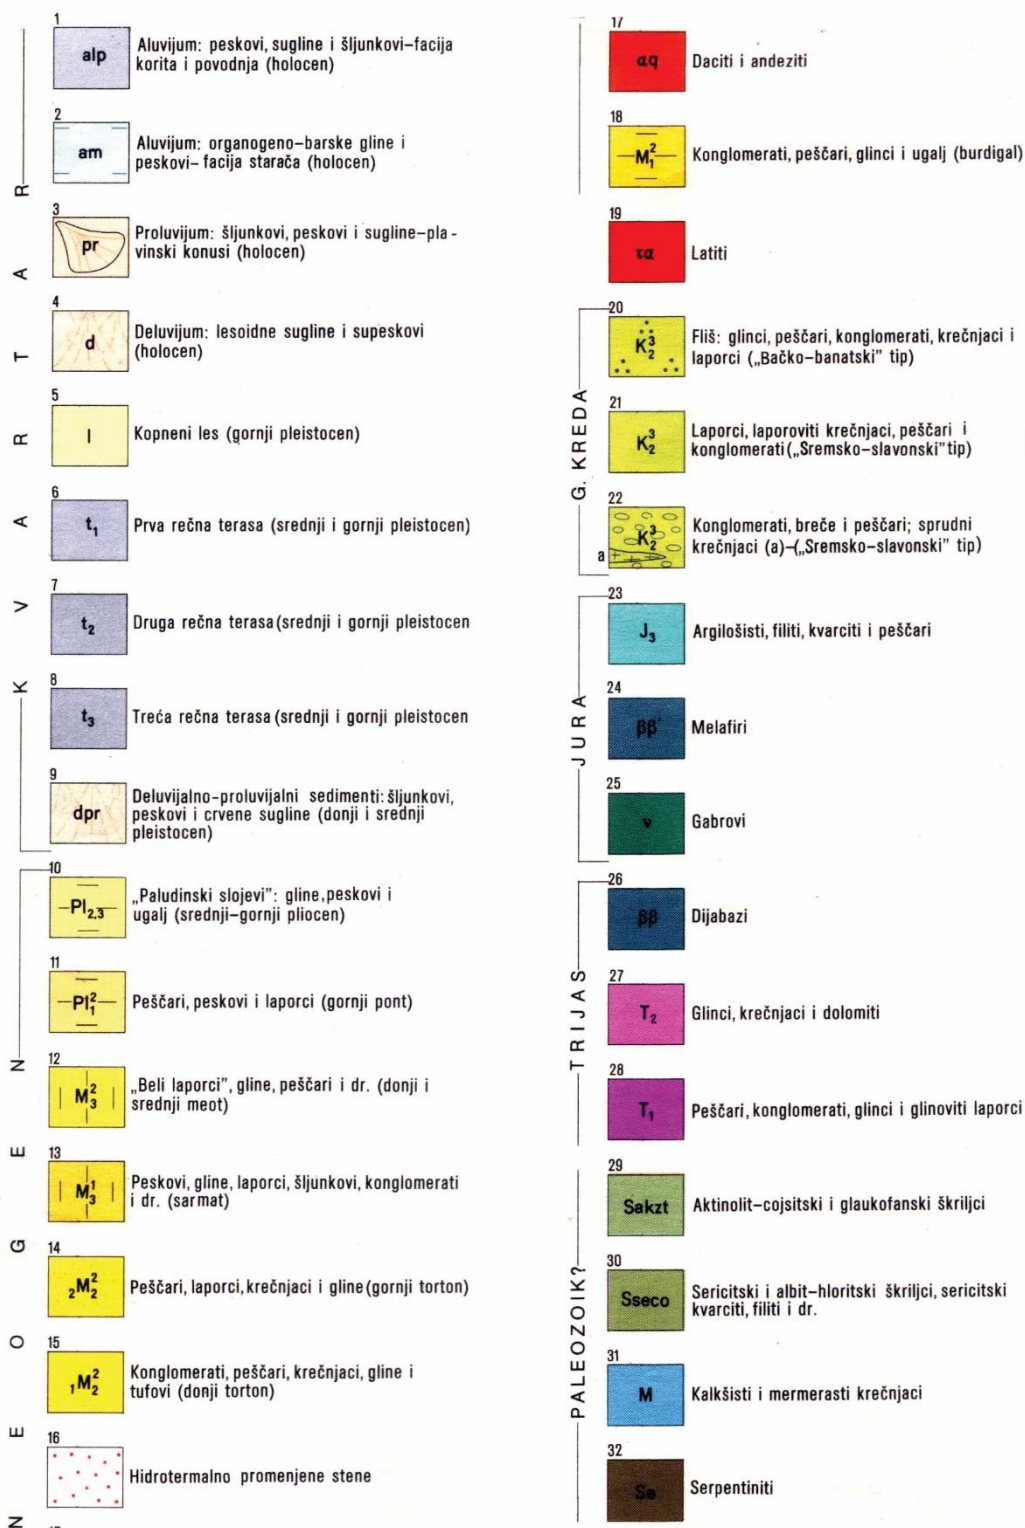 KVARTAR
1
alp
Aluvijum: peskovi, sugline i šljunkovi–facija
korita i povodnja (holocen)
2
am
Aluvijum: organogeno–barske gline i
peskovi–facija starača (holocen)
3
pr
Proluvijum: šljunkovi, peskovi i sugline–pla-
vinski konusi (holocen)
4
d
Deluvijum: lesoidne sugline i supeskovi
(holocen)
5
l
Kopneni les (gornji pleistocen)
6
t₁
Prva rečna terasa (srednji i gornji pleistocen)
7
t₂
Druga rečna terasa (srednji i gornji pleistocen
8
t₃
Treća rečna terasa (srednji i gornji pleistocen
9
dpr
Deluvijalno-proluvijalni sedimenti: šljunkovi,
peskovi i crvene sugline (donji i srednji
pleistocen)
NEOGEN
10
Pl₂,₃
„Paludinski slojevi”: gline, peskovi i
ugalj (srednji–gornji pliocen)
11
Pl₁²
Peščari, peskovi i laporci (gornji pont)
12
M₃²
„Beli laporci”, gline, peščari i dr. (donji i
srednji meot)
13
M₃¹
Peskovi, gline, laporci, šljunkovi, konglomerati
i dr. (sarmat)
14
₂M₂²
Peščari, laporci, krečnjaci i gline (gornji torton)
15
₁M₂²
Konglomerati, peščari, krečnjaci, gline i
tufovi (donji torton)
16
Hidrotermalno promenjene stene
17
αq
Daciti i andeziti
18
M₁²
Konglomerati, peščari, glinci i ugalj (burdigal)
19
τα
Latiti
G. KREDA
20
K₂³
Fliš: glinci, peščari, konglomerati, krečnjaci i
laporci („Bačko–banatski” tip)
21
K₂³
Laporci, laporoviti krečnjaci, peščari i
konglomerati („Sremsko–slavonski” tip)
22
K₂³
a
Konglomerati, breče i peščari; sprudni
krečnjaci (a)–(„Sremsko–slavonski” tip)
JURA
23
J₃
Argilošisti, filiti, kvarciti i peščari
24
ββ'
Melafiri
25
ν
Gabrovi
TRIJAS
26
ββ
Dijabazi
27
T₂
Glinci, krečnjaci i dolomiti
28
T₁
Peščari, konglomerati, glinci i glinoviti laporci
PALEOZOIK?
29
Sakzt
Aktinolit–cojsitski i glaukofanski škriljci
30
Sseco
Sericitski i albit–hloritski škriljci, sericitski
kvarciti, filiti i dr.
31
M
Kalkšisti i mermerasti krečnjaci
32
Se
Serpentiniti